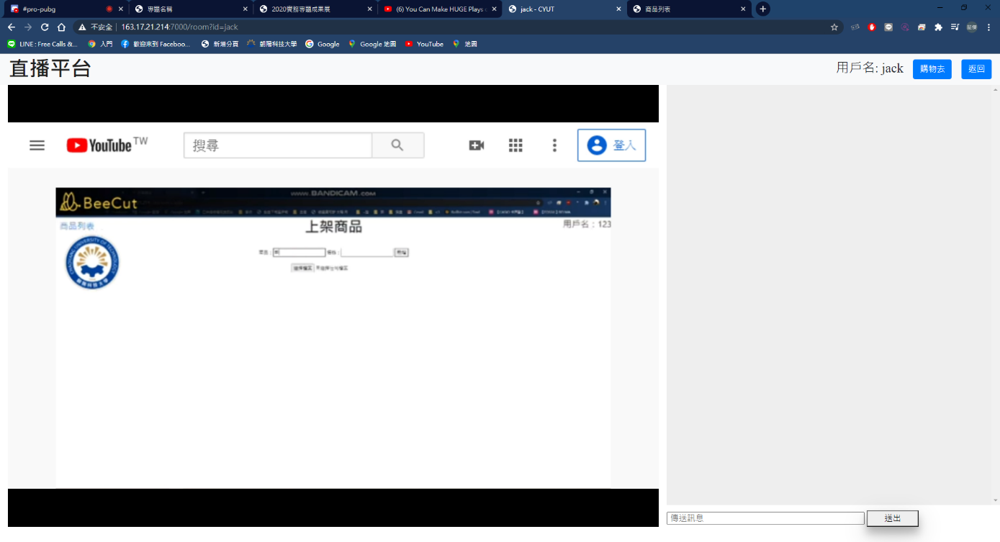 #pro-pubg
專題名稱
2020實務專題成果展
(6) You Can Make HUGE Plays
jack - CYUT
商品列表
不安全 163.17.21.214:7000/room?id=jack
LINE : Free Calls &...
入門
歡迎來到 Faceboo...
新增分頁
朝陽科技大學
Google
Google 地圖
YouTube
地圖
直播平台
用戶名: jack
購物去
返回
YouTube TW
搜尋
登入
BeeCut
www.BANDICAM.com
商品列表
上架商品
用戶名：123
傳送訊息
送出